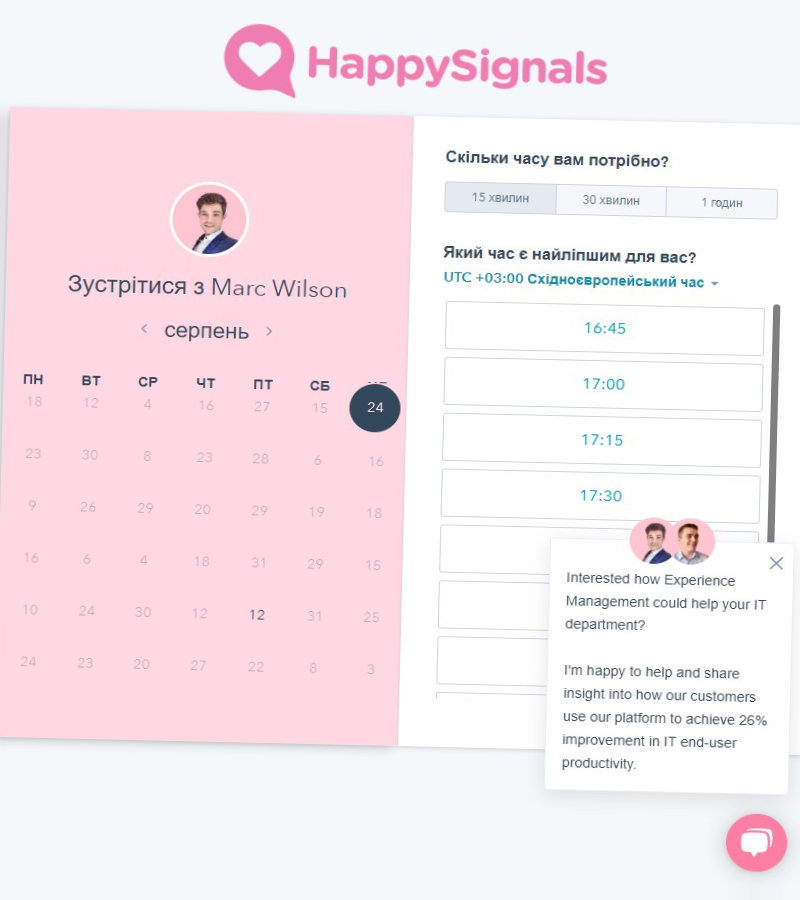 HappySignals
Зустрітися з Marc Wilson
серпень
ПН ВТ СР ЧТ ПТ СБ
18 12 4 16 27 15 24
23 30 8 23 28 6 16
9 26 29 20 29 19 18
16 6 4 18 31 29 15
10 24 30 12 12 31 25
24 23 20 27 22 8 3
Скільки часу вам потрібно?
15 хвилин 30 хвилин 1 годин
Який час є найліпшим для вас?
UTC +03:00 Східноєвропейський час
16:45
17:00
17:15
17:30
Interested how Experience
Management could help your IT
department?
I'm happy to help and share
insight into how our customers
use our platform to achieve 26%
improvement in IT end-user
productivity.